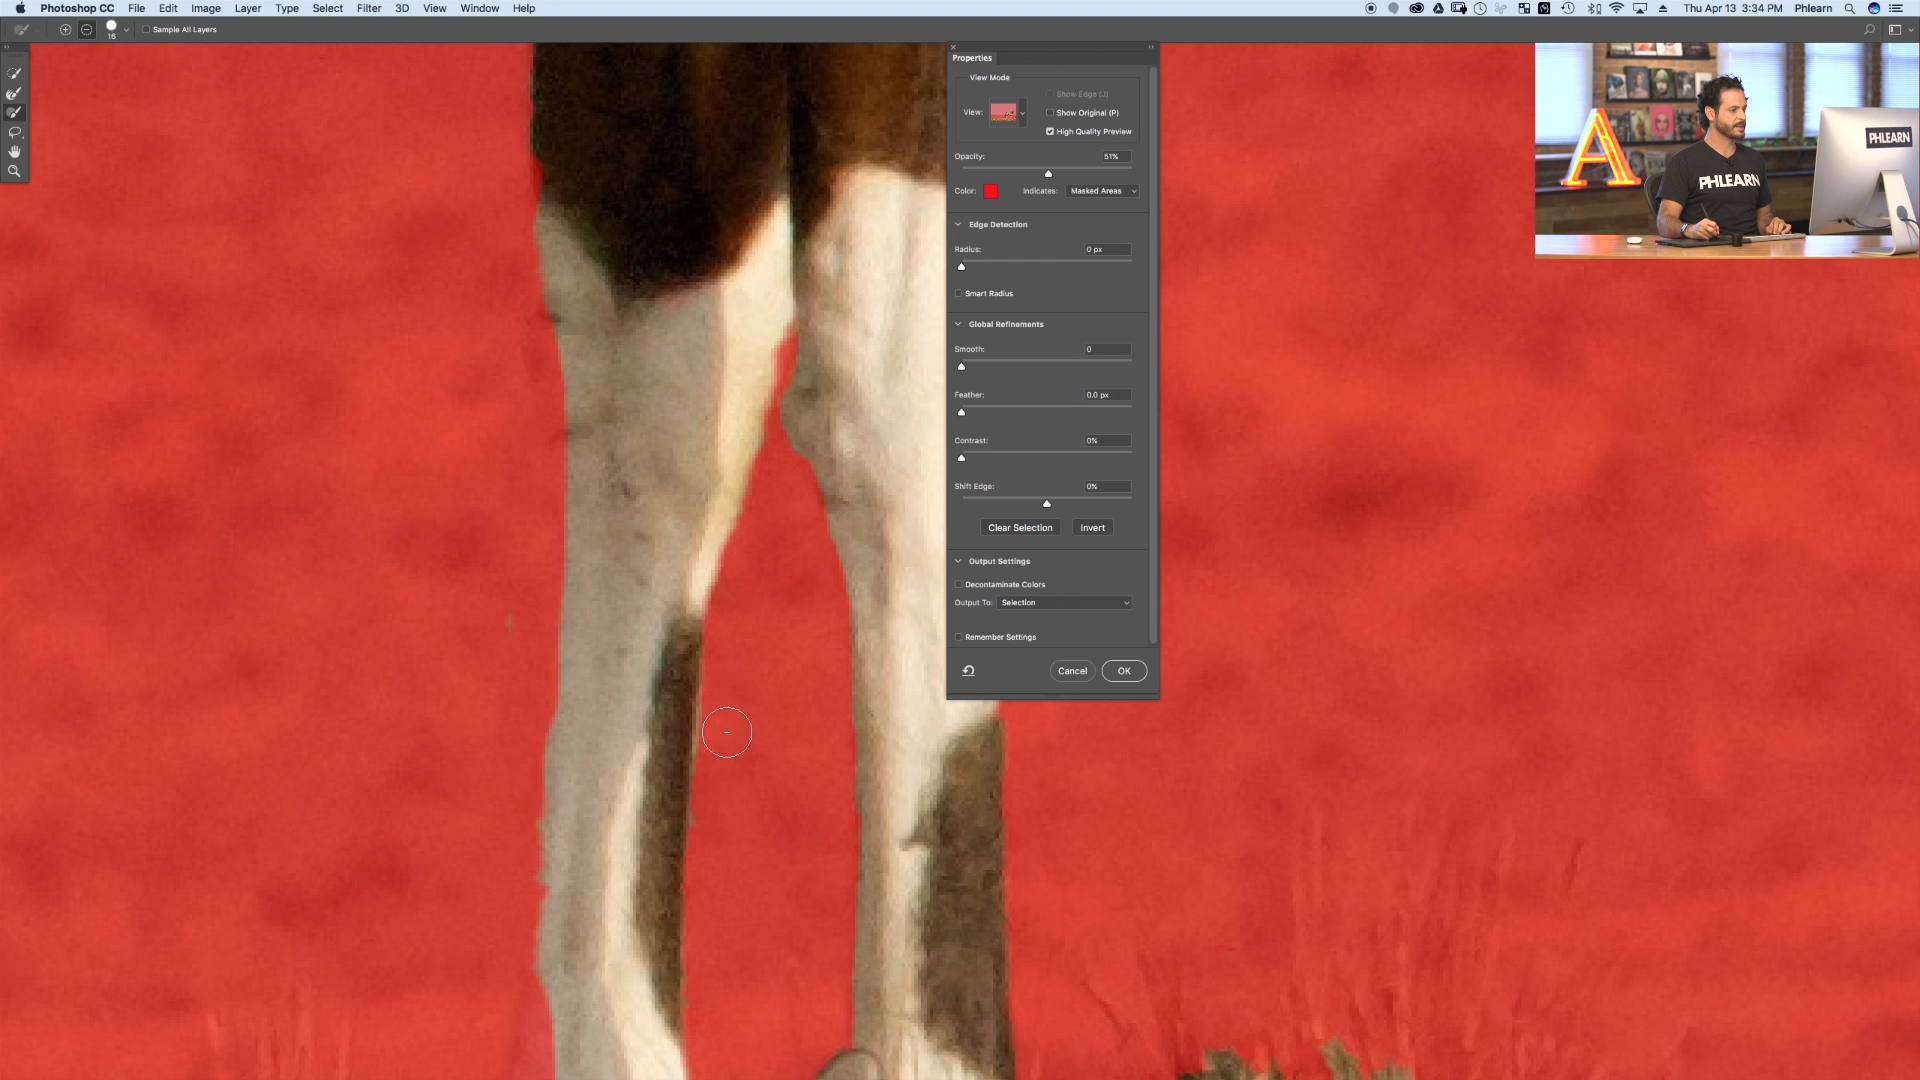 Photoshop CC File Edit Image Layer Type Select Filter 3D View Window Help Thu Apr 13 3:34 PM Phlearn
16 Sample All Layers
Properties
View Mode
Show Edge (J)
View: Show Original (P)
High Quality Preview
Opacity: 51%
Color: Indicates: Masked Areas
Edge Detection
Radius: 0 px
Smart Radius
Global Refinements
Smooth: 0
Feather: 0.0 px
Contrast: 0%
Shift Edge: 0%
Clear Selection Invert
Output Settings
Decontaminate Colors
Output To: Selection
Remember Settings
Cancel OK
A
PHLEARN
PHLEARN